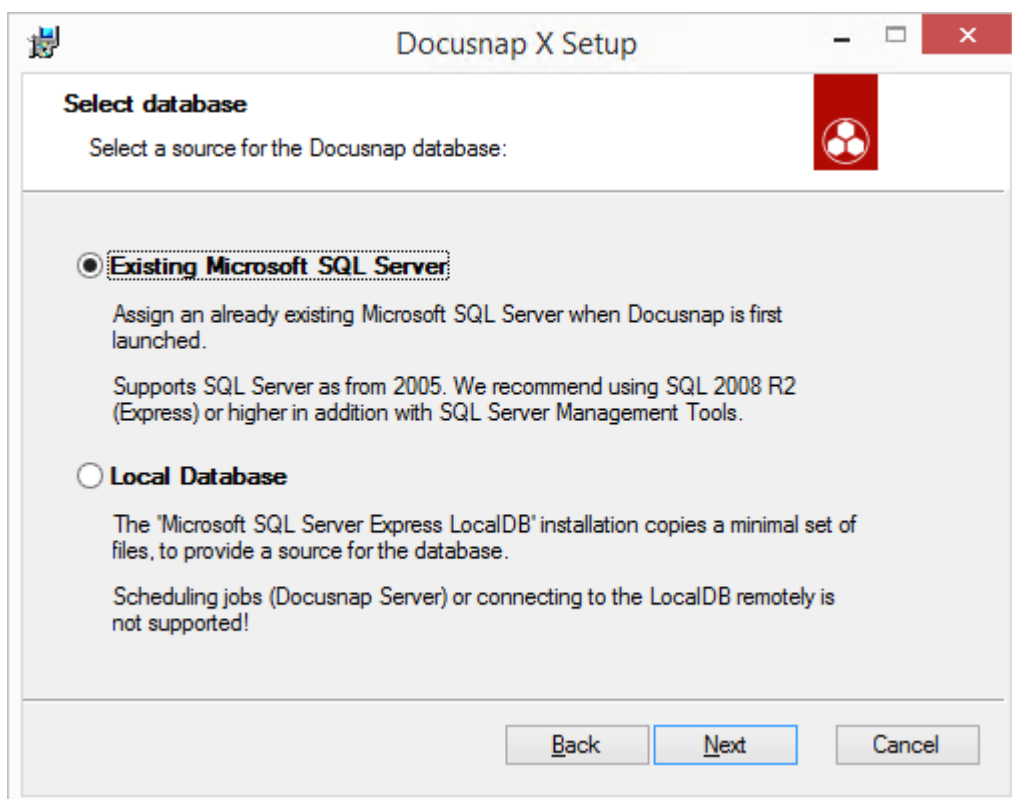 Docusnap X Setup
Select database
Select a source for the Docusnap database:
Existing Microsoft SQL Server
Assign an already existing Microsoft SQL Server when Docusnap is first
launched.
Supports SQL Server as from 2005. We recommend using SQL 2008 R2
(Express) or higher in addition with SQL Server Management Tools.
Local Database
The 'Microsoft SQL Server Express LocalDB' installation copies a minimal set of
files, to provide a source for the database.
Scheduling jobs (Docusnap Server) or connecting to the LocalDB remotely is
not supported!
Back Next Cancel